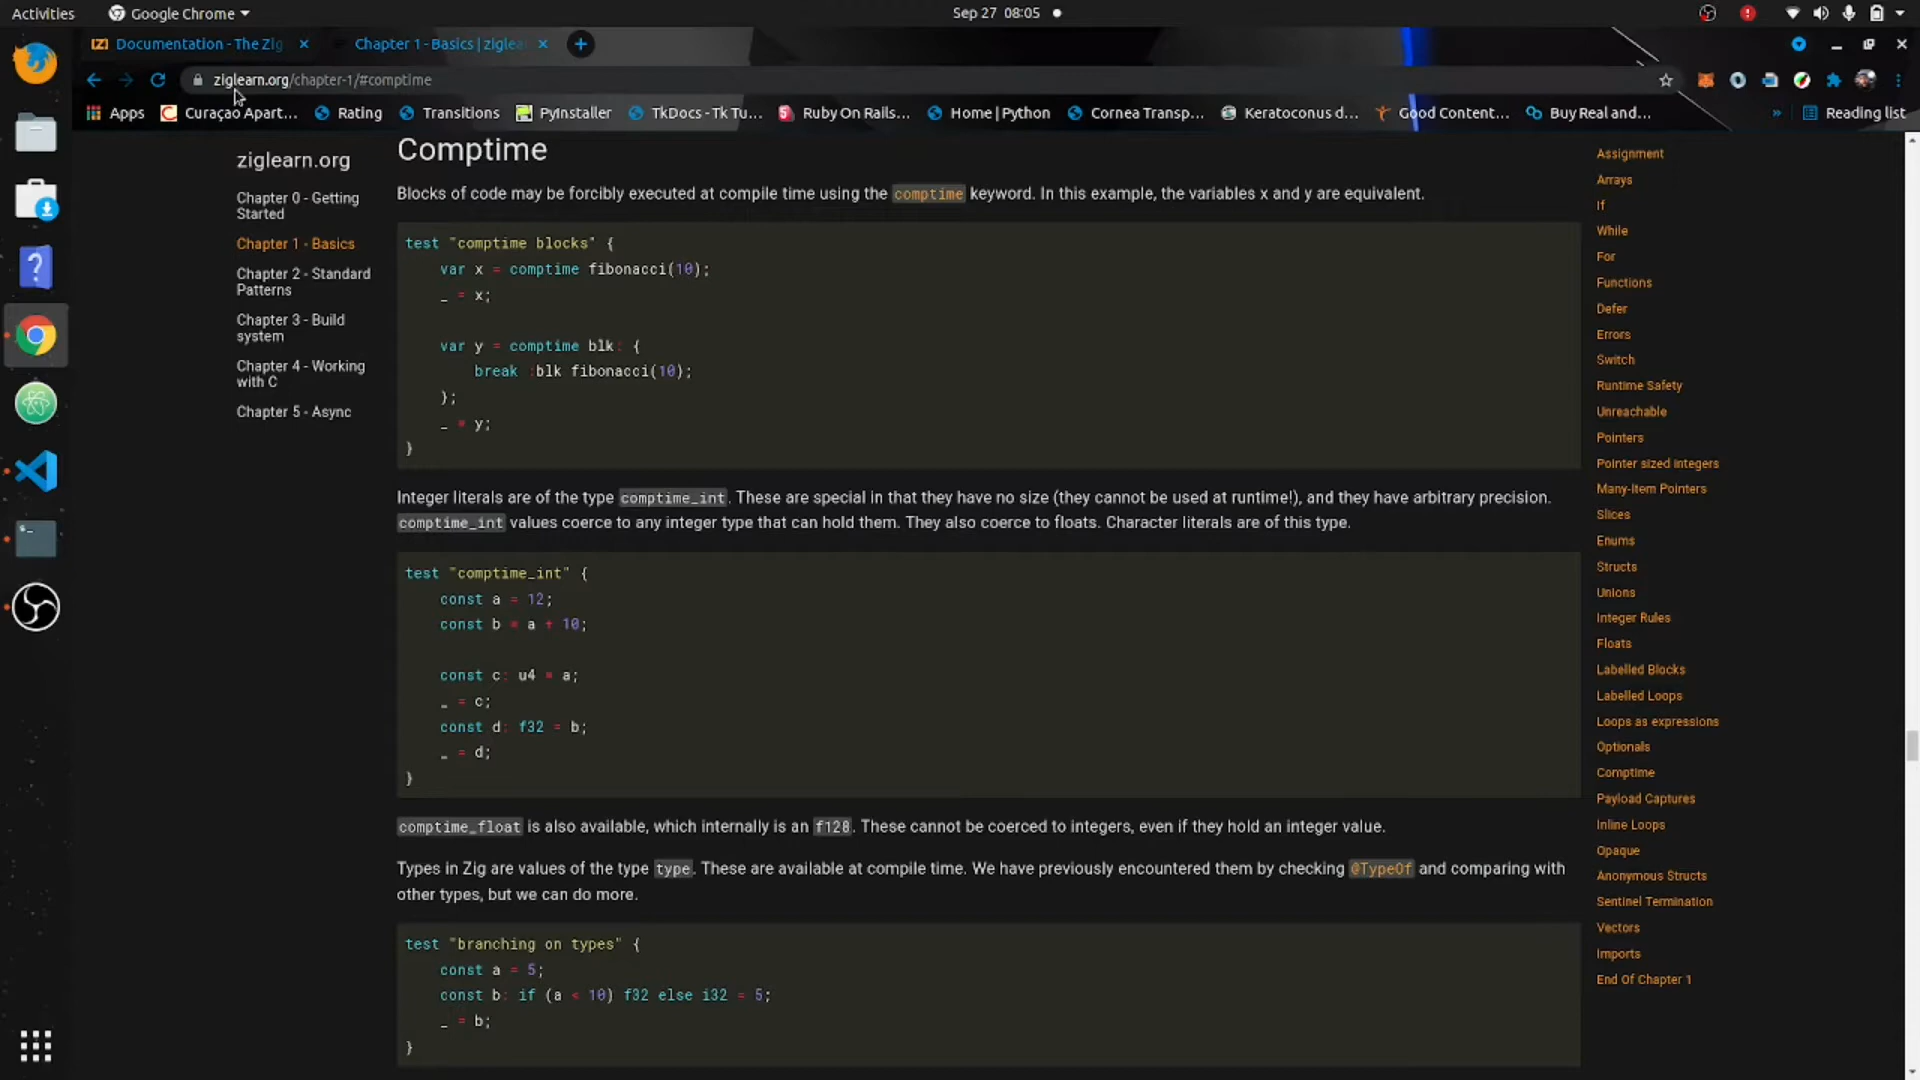 Activities
Google Chrome
Sep 27 08:05
Documentation - The Zig
Chapter 1 - Basics | ziglea
ziglearn.org/chapter-1/#comptime
Apps
Curaçao Apart...
Rating
Transitions
PyInstaller
TkDocs - Tk Tu...
Ruby On Rails...
Home | Python
Cornea Transp...
Keratoconus d...
Good Content...
Buy Real and...
»
Reading list
ziglearn.org
Chapter 0 - Getting
Started
Chapter 1 - Basics
Chapter 2 - Standard
Patterns
Chapter 3 - Build
system
Chapter 4 - Working
with C
Chapter 5 - Async
Comptime
Blocks of code may be forcibly executed at compile time using the comptime keyword. In this example, the variables x and y are equivalent.
test "comptime blocks" {
    var x = comptime fibonacci(10);
    _ = x;
    var y = comptime blk: {
        break :blk fibonacci(10);
    };
    _ = y;
}
Integer literals are of the type comptime_int. These are special in that they have no size (they cannot be used at runtime!), and they have arbitrary precision.
comptime_int values coerce to any integer type that can hold them. They also coerce to floats. Character literals are of this type.
test "comptime_int" {
    const a = 12;
    const b = a + 10;
    const c: u4 = a;
    _ = c;
    const d: f32 = b;
    _ = d;
}
comptime_float is also available, which internally is an f128. These cannot be coerced to integers, even if they hold an integer value.
Types in Zig are values of the type type. These are available at compile time. We have previously encountered them by checking @TypeOf and comparing with
other types, but we can do more.
test "branching on types" {
    const a = 5;
    const b: if (a < 10) f32 else i32 = 5;
    _ = b;
}
Assignment
Arrays
If
While
For
Functions
Defer
Errors
Switch
Runtime Safety
Unreachable
Pointers
Pointer sized integers
Many-Item Pointers
Slices
Enums
Structs
Unions
Integer Rules
Floats
Labelled Blocks
Labelled Loops
Loops as expressions
Optionals
Comptime
Payload Captures
Inline Loops
Opaque
Anonymous Structs
Sentinel Termination
Vectors
Imports
End Of Chapter 1